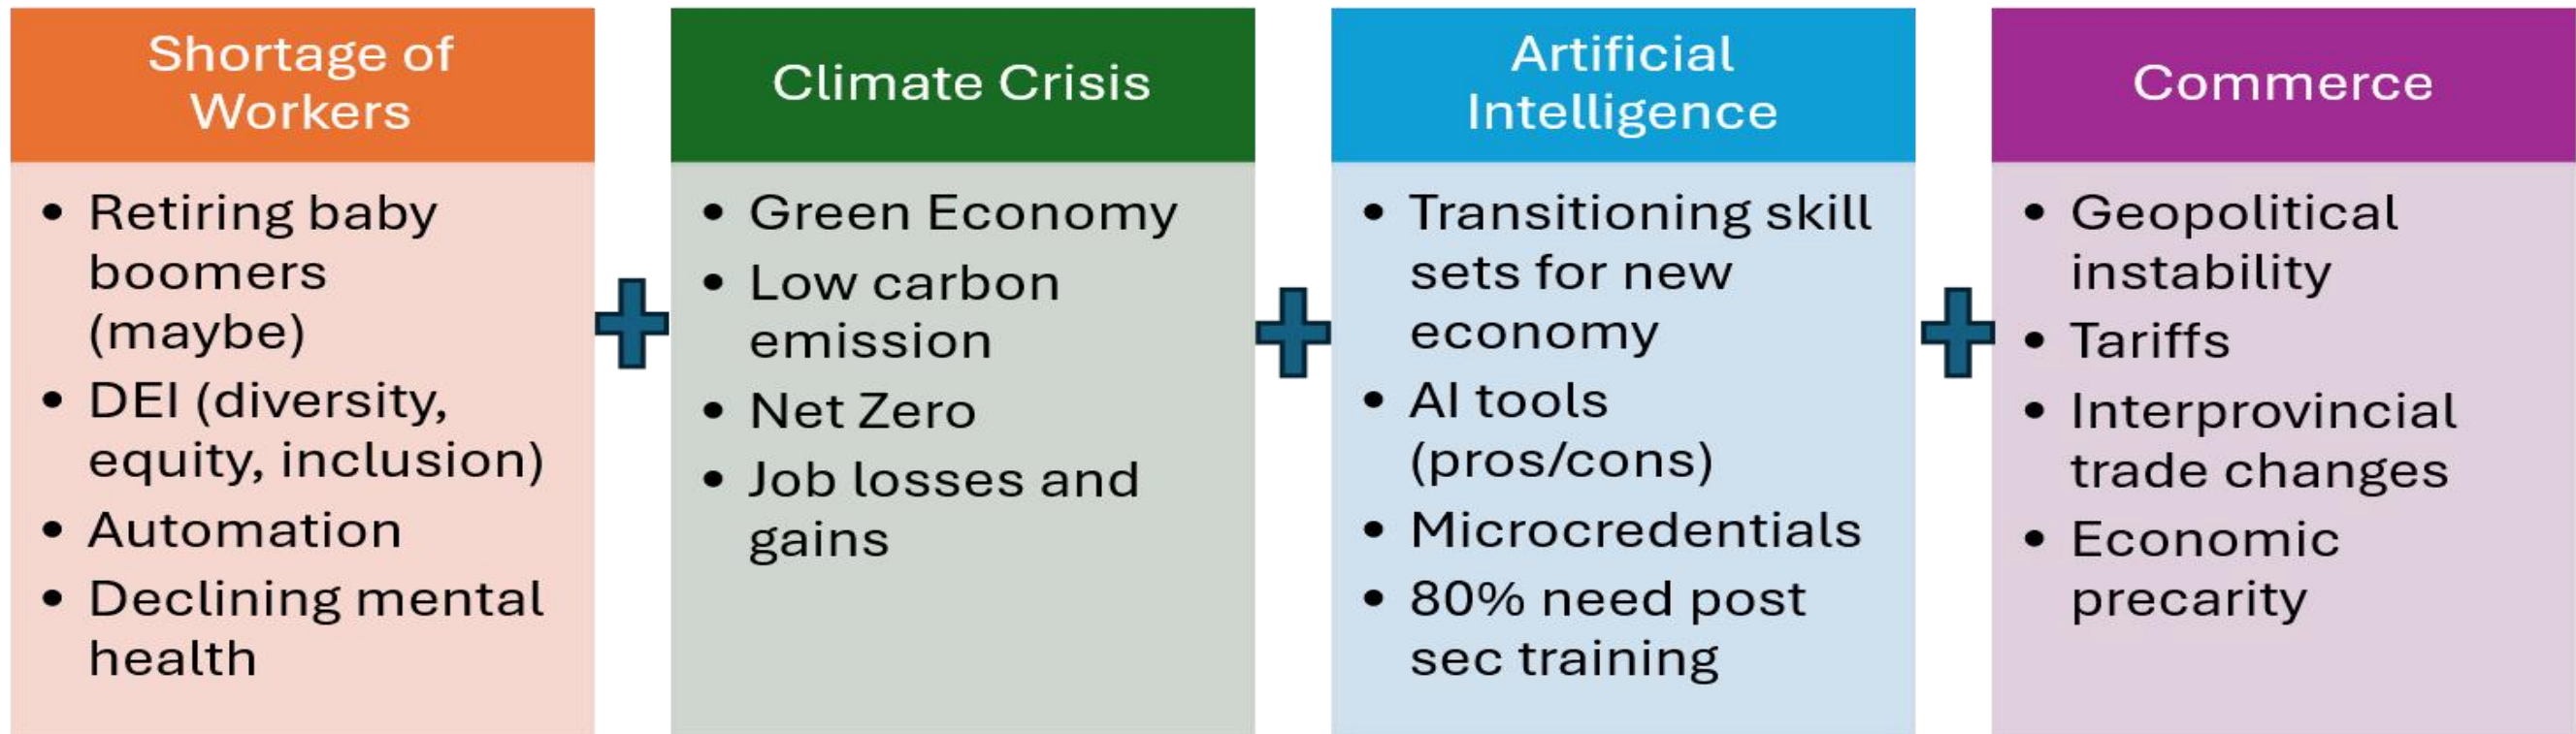 Shortage of
Workers
• Retiring baby
boomers
(maybe)
• DEI (diversity,
equity, inclusion)
• Automation
• Declining mental
health
Climate Crisis
• Green Economy
• Low carbon
emission
• Net Zero
• Job losses and
gains
Artificial
Intelligence
• Transitioning skill
sets for new
economy
• AI tools
(pros/cons)
• Microcredentials
• 80% need post
sec training
Commerce
• Geopolitical
instability
• Tariffs
• Interprovincial
trade changes
• Economic
precarity